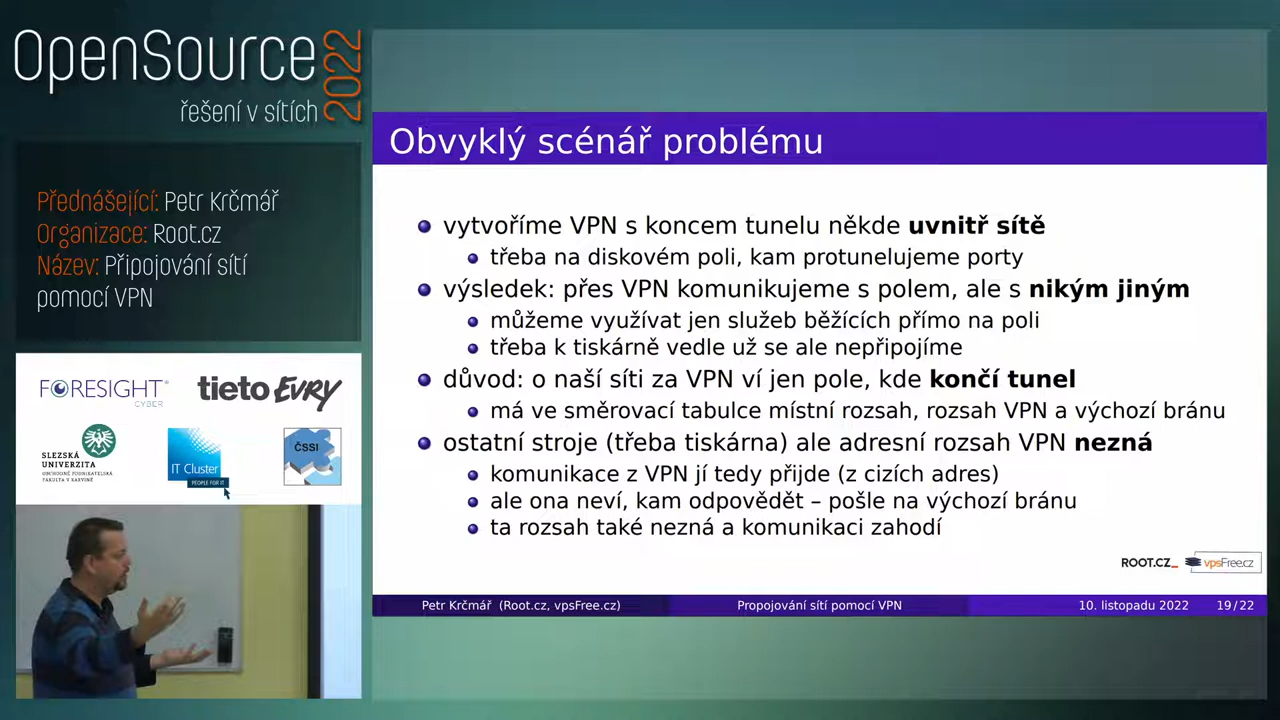 OpenSource
2022
řešení v sítích
Přednášející: Petr Krčmář
Organizace: Root.cz
Název: Připojování sítí
pomocí VPN
FORESIGHT
CYBER
tieto EVRY
SLEZSKÁ
UNIVERZITA
OBCHODNĚ PODNIKATELSKÁ
FAKULTA V KARVINÉ
IT Cluster
PEOPLE FOR IT
ČSSI
Obvyklý scénář problému
vytvoříme VPN s koncem tunelu někde uvnitř sítě
třeba na diskovém poli, kam protunelujeme porty
výsledek: přes VPN komunikujeme s polem, ale s nikým jiným
můžeme využívat jen služeb běžících přímo na poli
třeba k tiskárně vedle už se ale nepřipojíme
důvod: o naší síti za VPN ví jen pole, kde končí tunel
má ve směrovací tabulce místní rozsah, rozsah VPN a výchozí bránu
ostatní stroje (třeba tiskárna) ale adresní rozsah VPN nezná
komunikace z VPN jí tedy přijde (z cizích adres)
ale ona neví, kam odpovědět – pošle na výchozí bránu
ta rozsah také nezná a komunikaci zahodí
ROOT.CZ_
vpsFree.cz
Petr Krčmář (Root.cz, vpsFree.cz)
Propojování sítí pomocí VPN
10. listopadu 2022
19/22